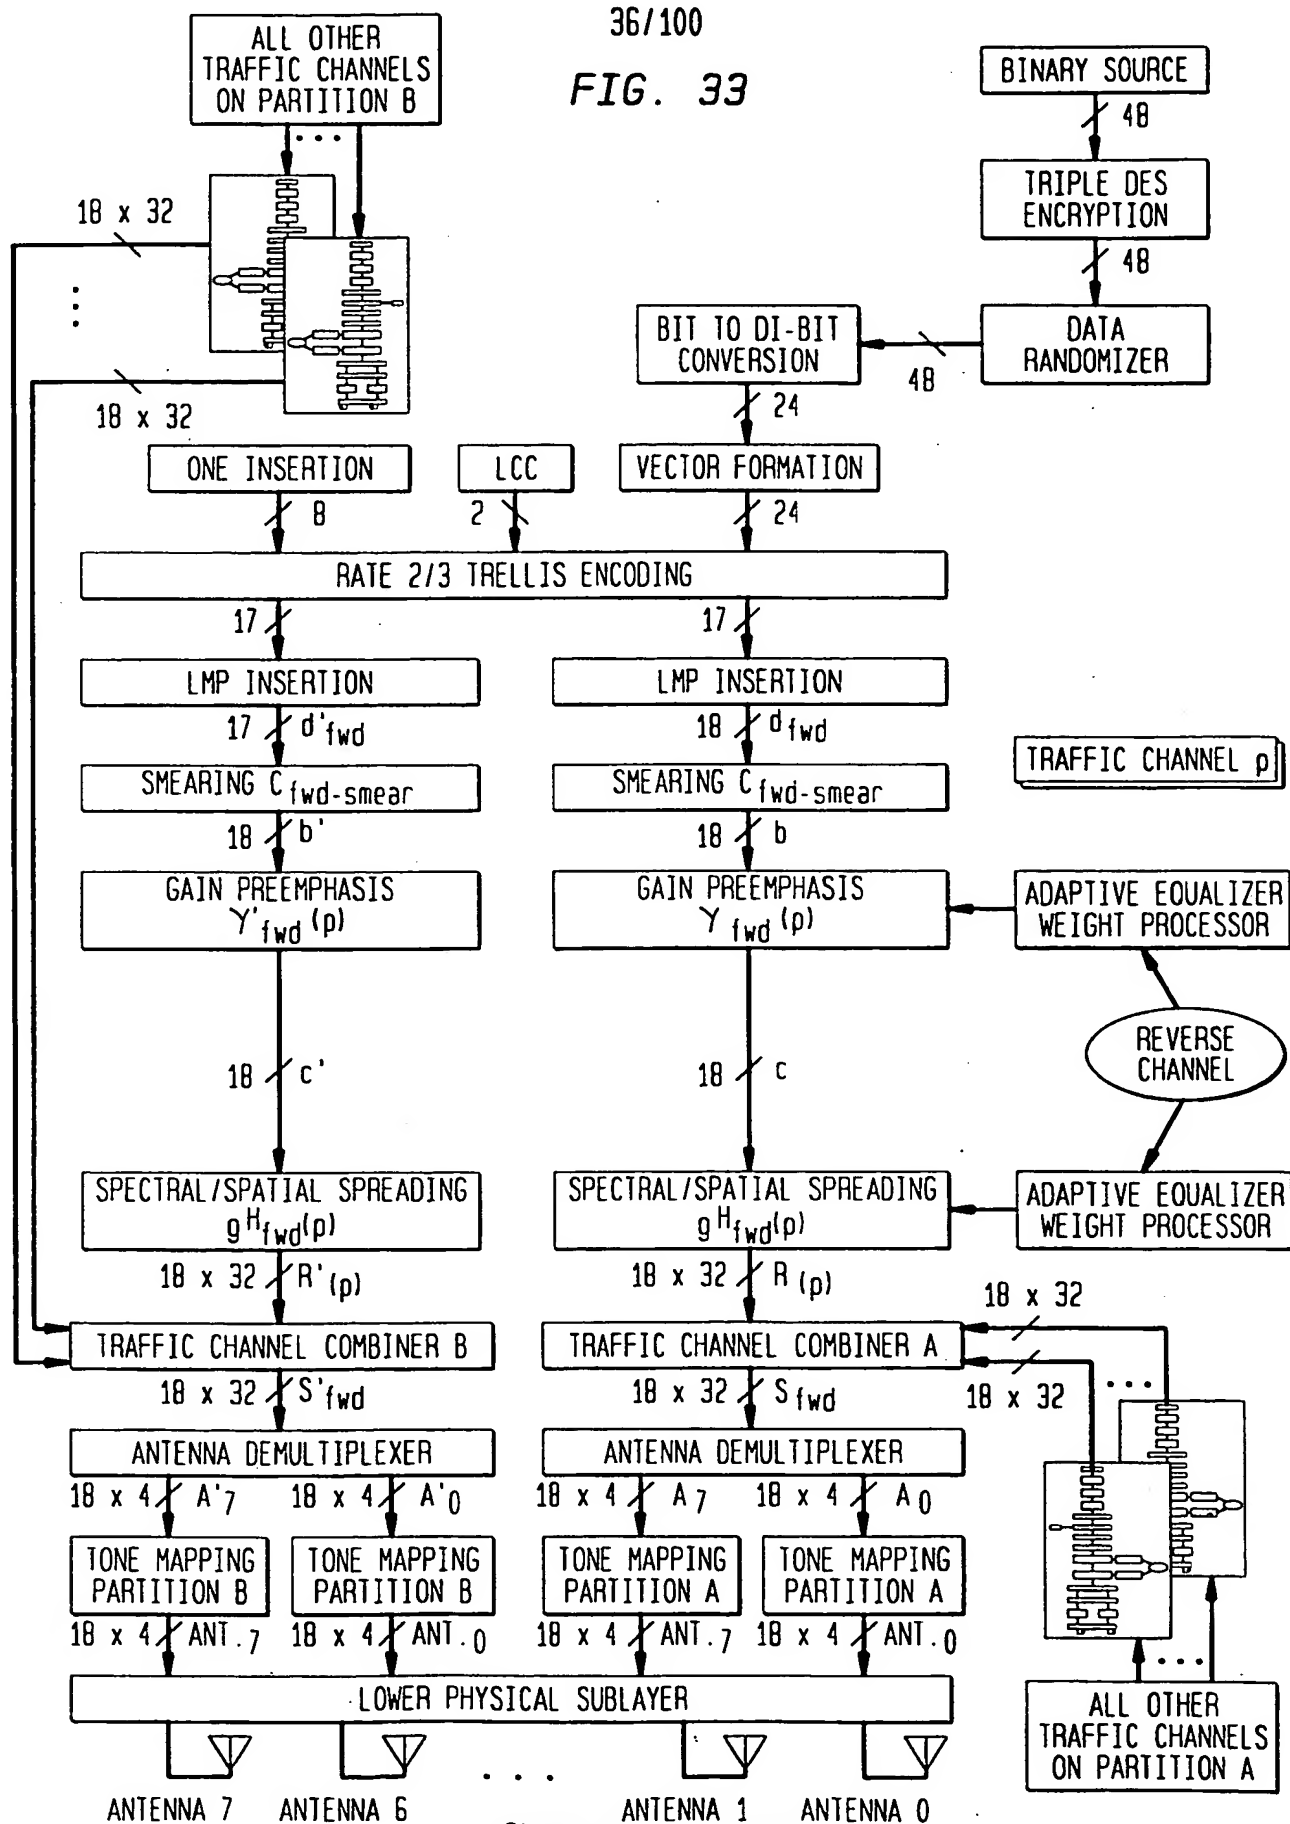 36/100
FIG. 33
ALL OTHER
TRAFFIC CHANNELS
ON PARTITION B
BINARY SOURCE
48
TRIPLE DES
ENCRYPTION
48
DATA
RANDOMIZER
48
BIT TO DI-BIT
CONVERSION
24
18 x 32
18 x 32
ONE INSERTION
LCC
VECTOR FORMATION
8
2
24
RATE 2/3 TRELLIS ENCODING
17
17
LMP INSERTION
LMP INSERTION
17 d'fwd
18 dfwd
TRAFFIC CHANNEL p
SMEARING Cfwd-smear
SMEARING Cfwd-smear
18 b'
18 b
GAIN PREEMPHASIS
γ'fwd(p)
GAIN PREEMPHASIS
γfwd(p)
ADAPTIVE EQUALIZER
WEIGHT PROCESSOR
REVERSE
CHANNEL
18 c'
18 c
SPECTRAL/SPATIAL SPREADING
gHfwd(p)
SPECTRAL/SPATIAL SPREADING
gHfwd(p)
ADAPTIVE EQUALIZER
WEIGHT PROCESSOR
18 x 32 R'(p)
18 x 32 R(p)
18 x 32
TRAFFIC CHANNEL COMBINER B
TRAFFIC CHANNEL COMBINER A
18 x 32
18 x 32 S'fwd
18 x 32 Sfwd
ANTENNA DEMULTIPLEXER
ANTENNA DEMULTIPLEXER
18 x 4 A'7
18 x 4 A'0
18 x 4 A7
18 x 4 A0
TONE MAPPING
PARTITION B
TONE MAPPING
PARTITION B
TONE MAPPING
PARTITION A
TONE MAPPING
PARTITION A
18 x 4 ANT.7
18 x 4 ANT.0
18 x 4 ANT.7
18 x 4 ANT.0
LOWER PHYSICAL SUBLAYER
ALL OTHER
TRAFFIC CHANNELS
ON PARTITION A
ANTENNA 7
ANTENNA 6
ANTENNA 1
ANTENNA 0